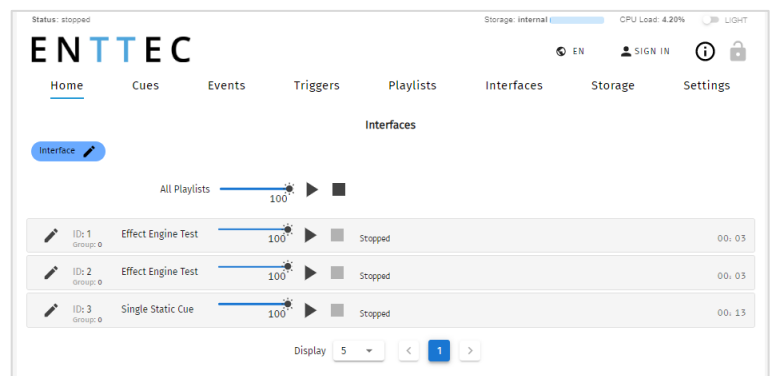 Status: stopped
Storage: internal
CPU Load: 4.20%
LIGHT
ENTTEC
EN
SIGN IN
Home
Cues
Events
Triggers
Playlists
Interfaces
Storage
Settings
Interfaces
Interface
All Playlists
100
ID: 1
Group: 0
Effect Engine Test
100
Stopped
00: 03
ID: 2
Group: 0
Effect Engine Test
100
Stopped
00: 03
ID: 3
Group: 0
Single Static Cue
100
Stopped
00: 13
Display
5
1